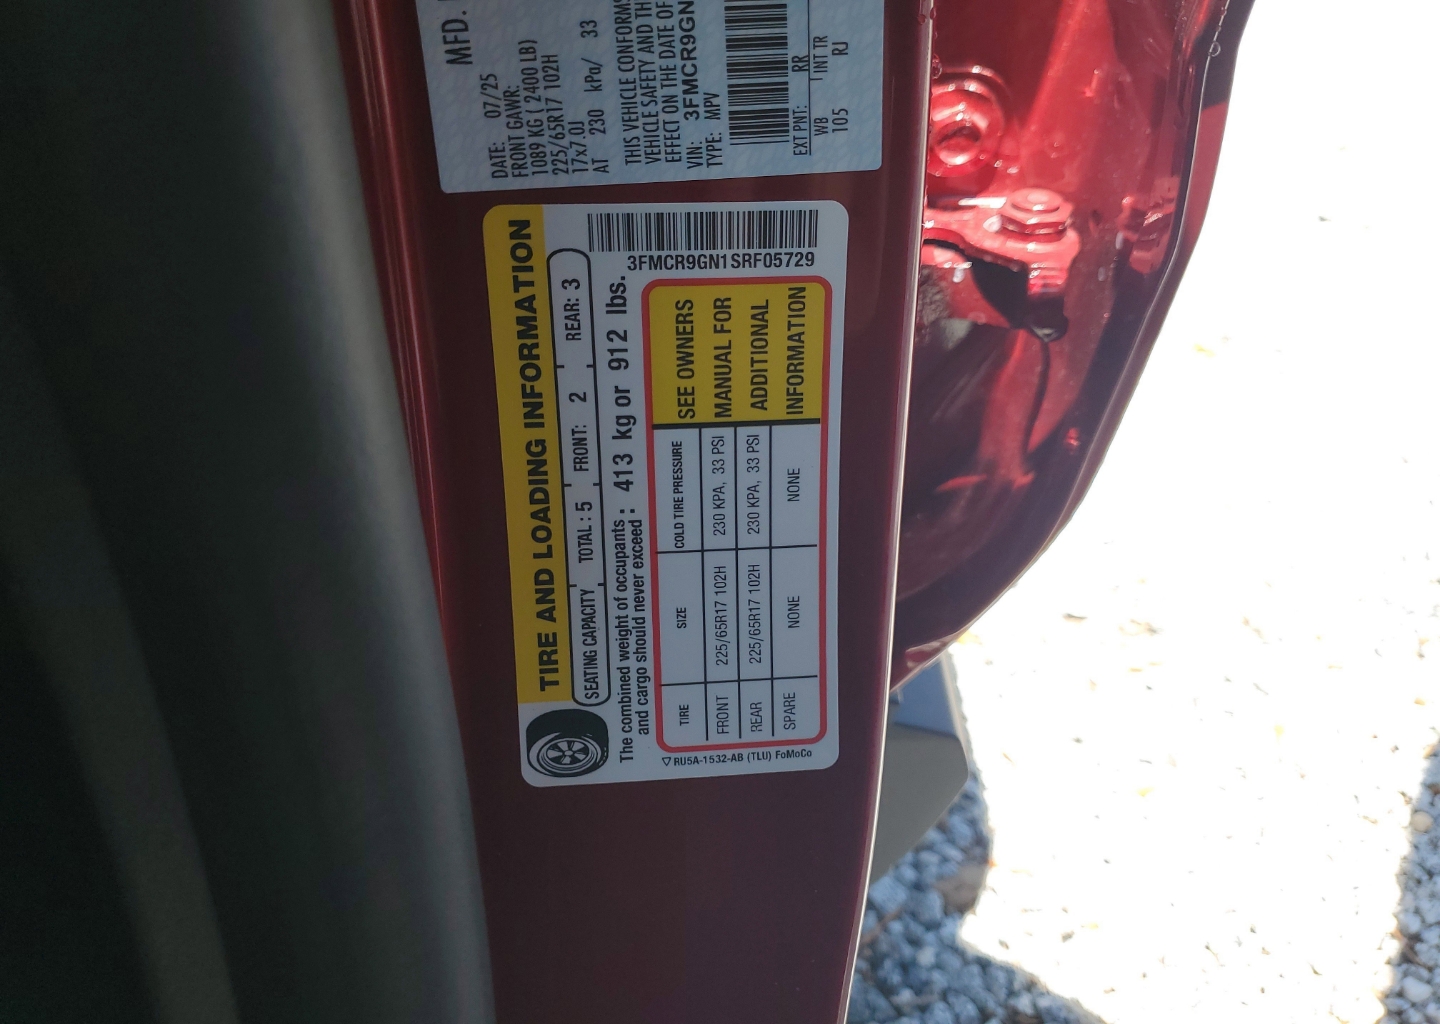 MFD.
DATE: 07/25
FRONT GAWR:
1089 KG ( 2400 LB)
225/65R17 102H
17x7.0J
AT 230 kPa/ 33
THIS VEHICLE CONFORMS
VEHICLE SAFETY AND
EFFECT ON THE DATE OF
VIN: 3FMCR9GN
TYPE: MPV
EXT PNT: RR
WB INT TR
105 RJ
TIRE AND LOADING INFORMATION
SEATING CAPACITY TOTAL : 5 FRONT: 2 REAR: 3
3FMCR9GN1SRF05729
The combined weight of occupants
and cargo should never exceed : 413 kg or 912 lbs.
TIRE SIZE COLD TIRE PRESSURE
FRONT 225/65R17 102H 230 KPA, 33 PSI
REAR 225/65R17 102H 230 KPA, 33 PSI
SPARE NONE NONE
SEE OWNERS
MANUAL FOR
ADDITIONAL
INFORMATION
▽ RU5A-1532-AB (TLU) FoMoCo